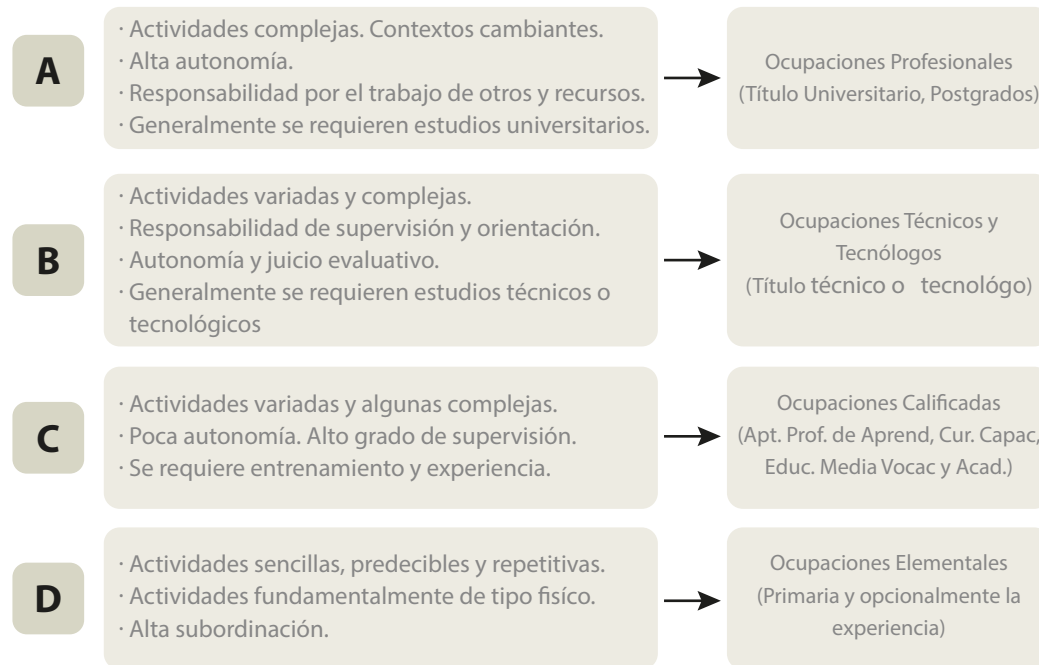 A
· Actividades complejas. Contextos cambiantes.
· Alta autonomía.
· Responsabilidad por el trabajo de otros y recursos.
· Generalmente se requieren estudios universitarios.
Ocupaciones Profesionales
(Título Universitario, Postgrados)
B
· Actividades variadas y complejas.
· Responsabilidad de supervisión y orientación.
· Autonomía y juicio evaluativo.
· Generalmente se requieren estudios técnicos o
tecnológicos
Ocupaciones Técnicos y
Tecnólogos
(Título técnico o tecnológo)
C
· Actividades variadas y algunas complejas.
· Poca autonomía. Alto grado de supervisión.
· Se requiere entrenamiento y experiencia.
Ocupaciones Calificadas
(Apt. Prof. de Aprend, Cur. Capac,
Educ. Media Vocac y Acad.)
D
· Actividades sencillas, predecibles y repetitivas.
· Actividades fundamentalmente de tipo fisíco.
· Alta subordinación.
Ocupaciones Elementales
(Primaria y opcionalmente la
experiencia)